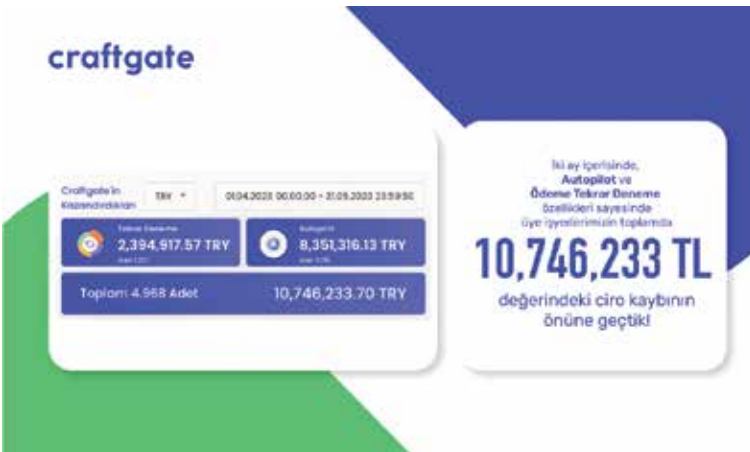 craftgate
Craftgate'in
Kazandırdıkları
TRY
01.04.2023 00:00:00 - 31.05.2023 23:59:50
Tekrar Deneme
2,394,917.57 TRY
Autopilot
8,351,316.13 TRY
Toplam 4.968 Adet
10,746,233.70 TRY
İki ay içerisinde,
Autopilot ve
Ödeme Tekrar Deneme
özellikleri sayesinde
üye işyerlerimizin toplamda
10,746,233 TL
değerindeki ciro kaybının
önüne geçtik!